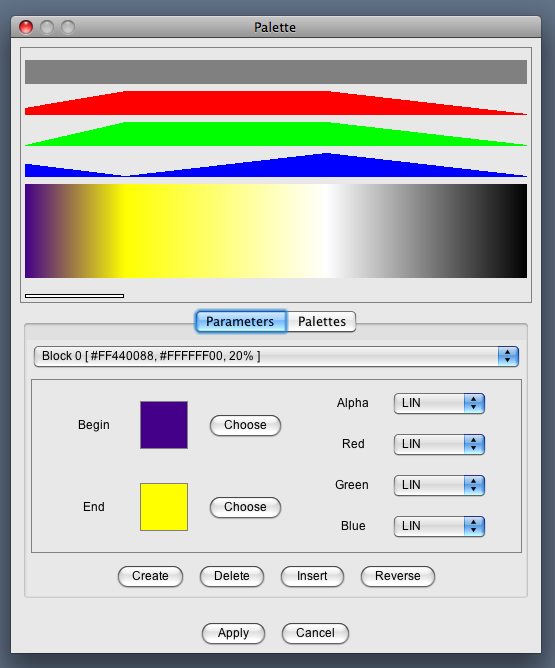 Palette
Parameters Palettes
Block 0 [ #FF440088, #FFFFFF00, 20% ]
Begin Choose
Alpha LIN
Red LIN
End Choose
Green LIN
Blue LIN
Create Delete Insert Reverse
Apply Cancel